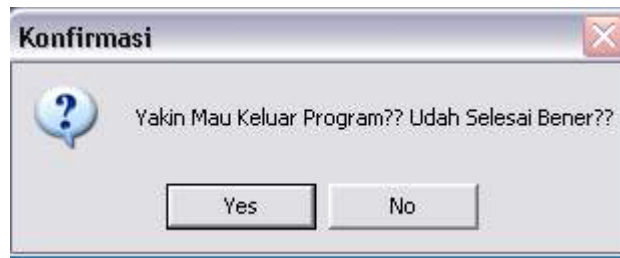 Konfirmasi
Yakin Mau Keluar Program?? Udah Selesai Bener??
Yes
No